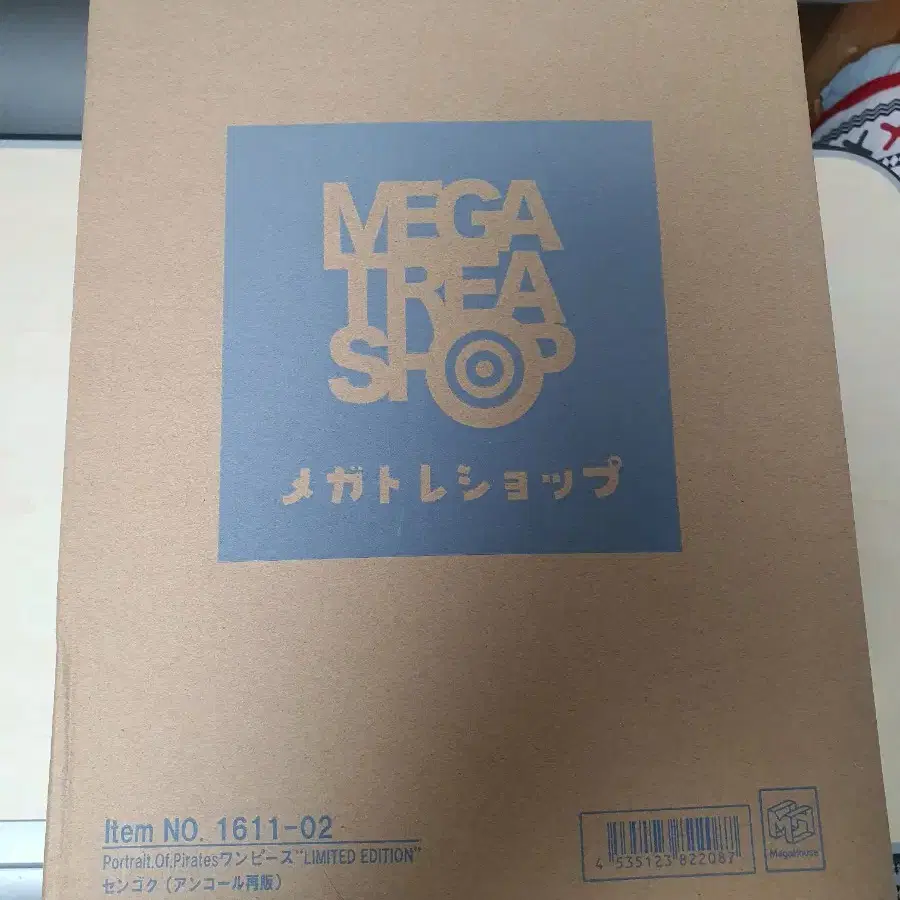 MEGA
TREA
SHOP
メガトレショップ
Item NO. 1611-02
Portrait.Of.Piratesワンピース"LIMITED EDITION"
センゴク（アンコール再販）
4 535123 822087
MegaHouse